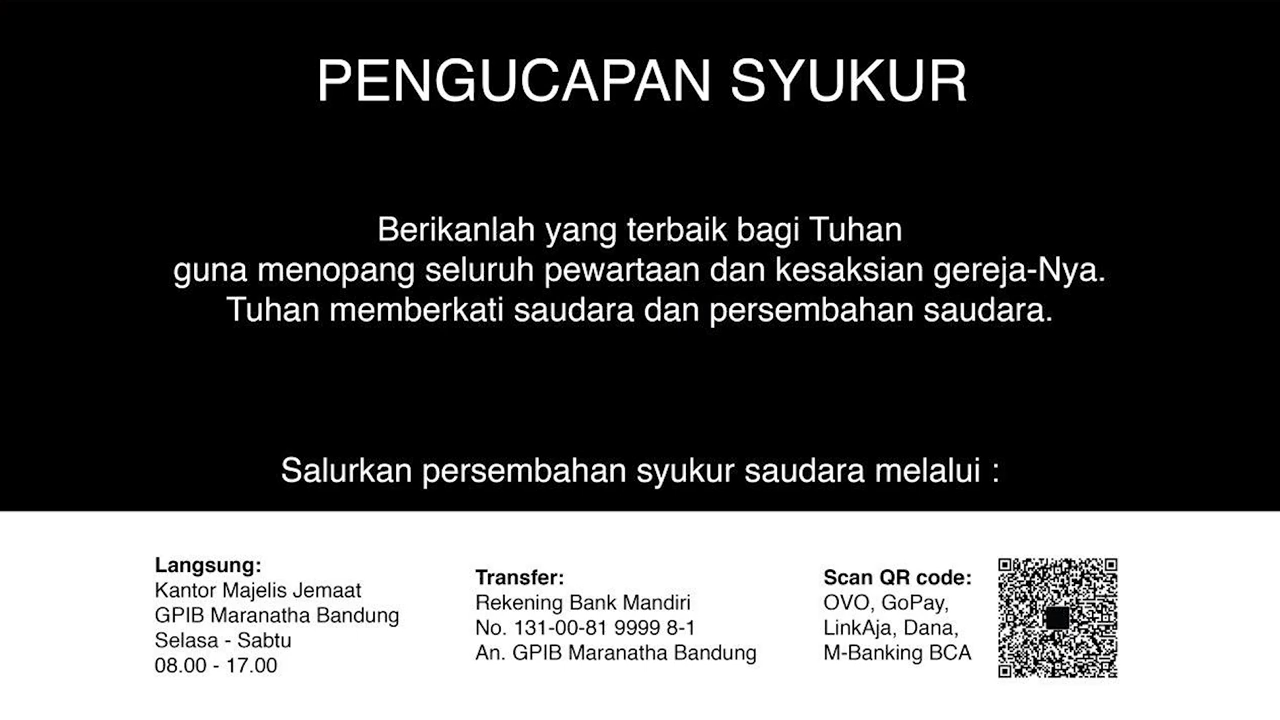 PENGUCAPAN SYUKUR
Berikanlah yang terbaik bagi Tuhan
guna menopang seluruh pewartaan dan kesaksian gereja-Nya.
Tuhan memberkati saudara dan persembahan saudara.
Salurkan persembahan syukur saudara melalui :
Langsung:
Kantor Majelis Jemaat
GPIB Maranatha Bandung
Selasa - Sabtu
08.00 - 17.00
Transfer:
Rekening Bank Mandiri
No. 131-00-81 9999 8-1
An. GPIB Maranatha Bandung
Scan QR code:
OVO, GoPay,
LinkAja, Dana,
M-Banking BCA